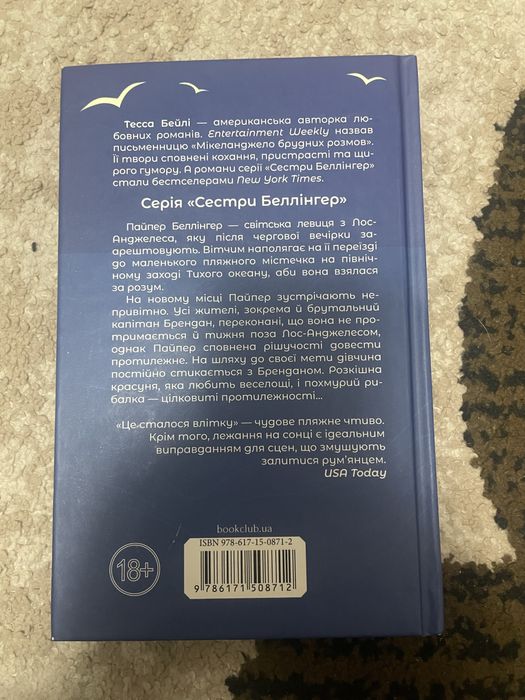 Тесса Бейлі — американська авторка лю-
бовних романів. Entertainment Weekly назвав
письменницю «Мікеланджело брудних розмов».
Її твори сповнені кохання, пристрасті та щи-
рого гумору. А романи серії «Сестри Беллінгер»
стали бестселерами New York Times.
Серія «Сестри Беллінгер»
Пайпер Беллінгер — світська левиця з Лос-
Анджелеса, яку після чергової вечірки за-
арештовують. Вітчим наполягає на її переїзді
до маленького пляжного містечка на північ-
ному заході Тихого океану, аби вона взялася
за розум.
На новому місці Пайпер зустрічають не-
привітно. Усі жителі, зокрема й брутальний
капітан Брендан, переконані, що вона не про-
тримається й тижня поза Лос-Анджелесом,
однак Пайпер сповнена рішучості довести
протилежне. На шляху до своєї мети дівчина
постійно стикається з Бренданом. Розкішна
красуня, яка любить веселощі, і похмурий ри-
балка — цілковиті протилежності...
«Це сталося влітку» — чудове пляжне чтиво.
Крім того, лежання на сонці є ідеальним
виправданням для сцен, що змушують
залитися рум'янцем.
USA Today
bookclub.ua
ISBN 978-617-15-0871-2
9 786171 508712
18+